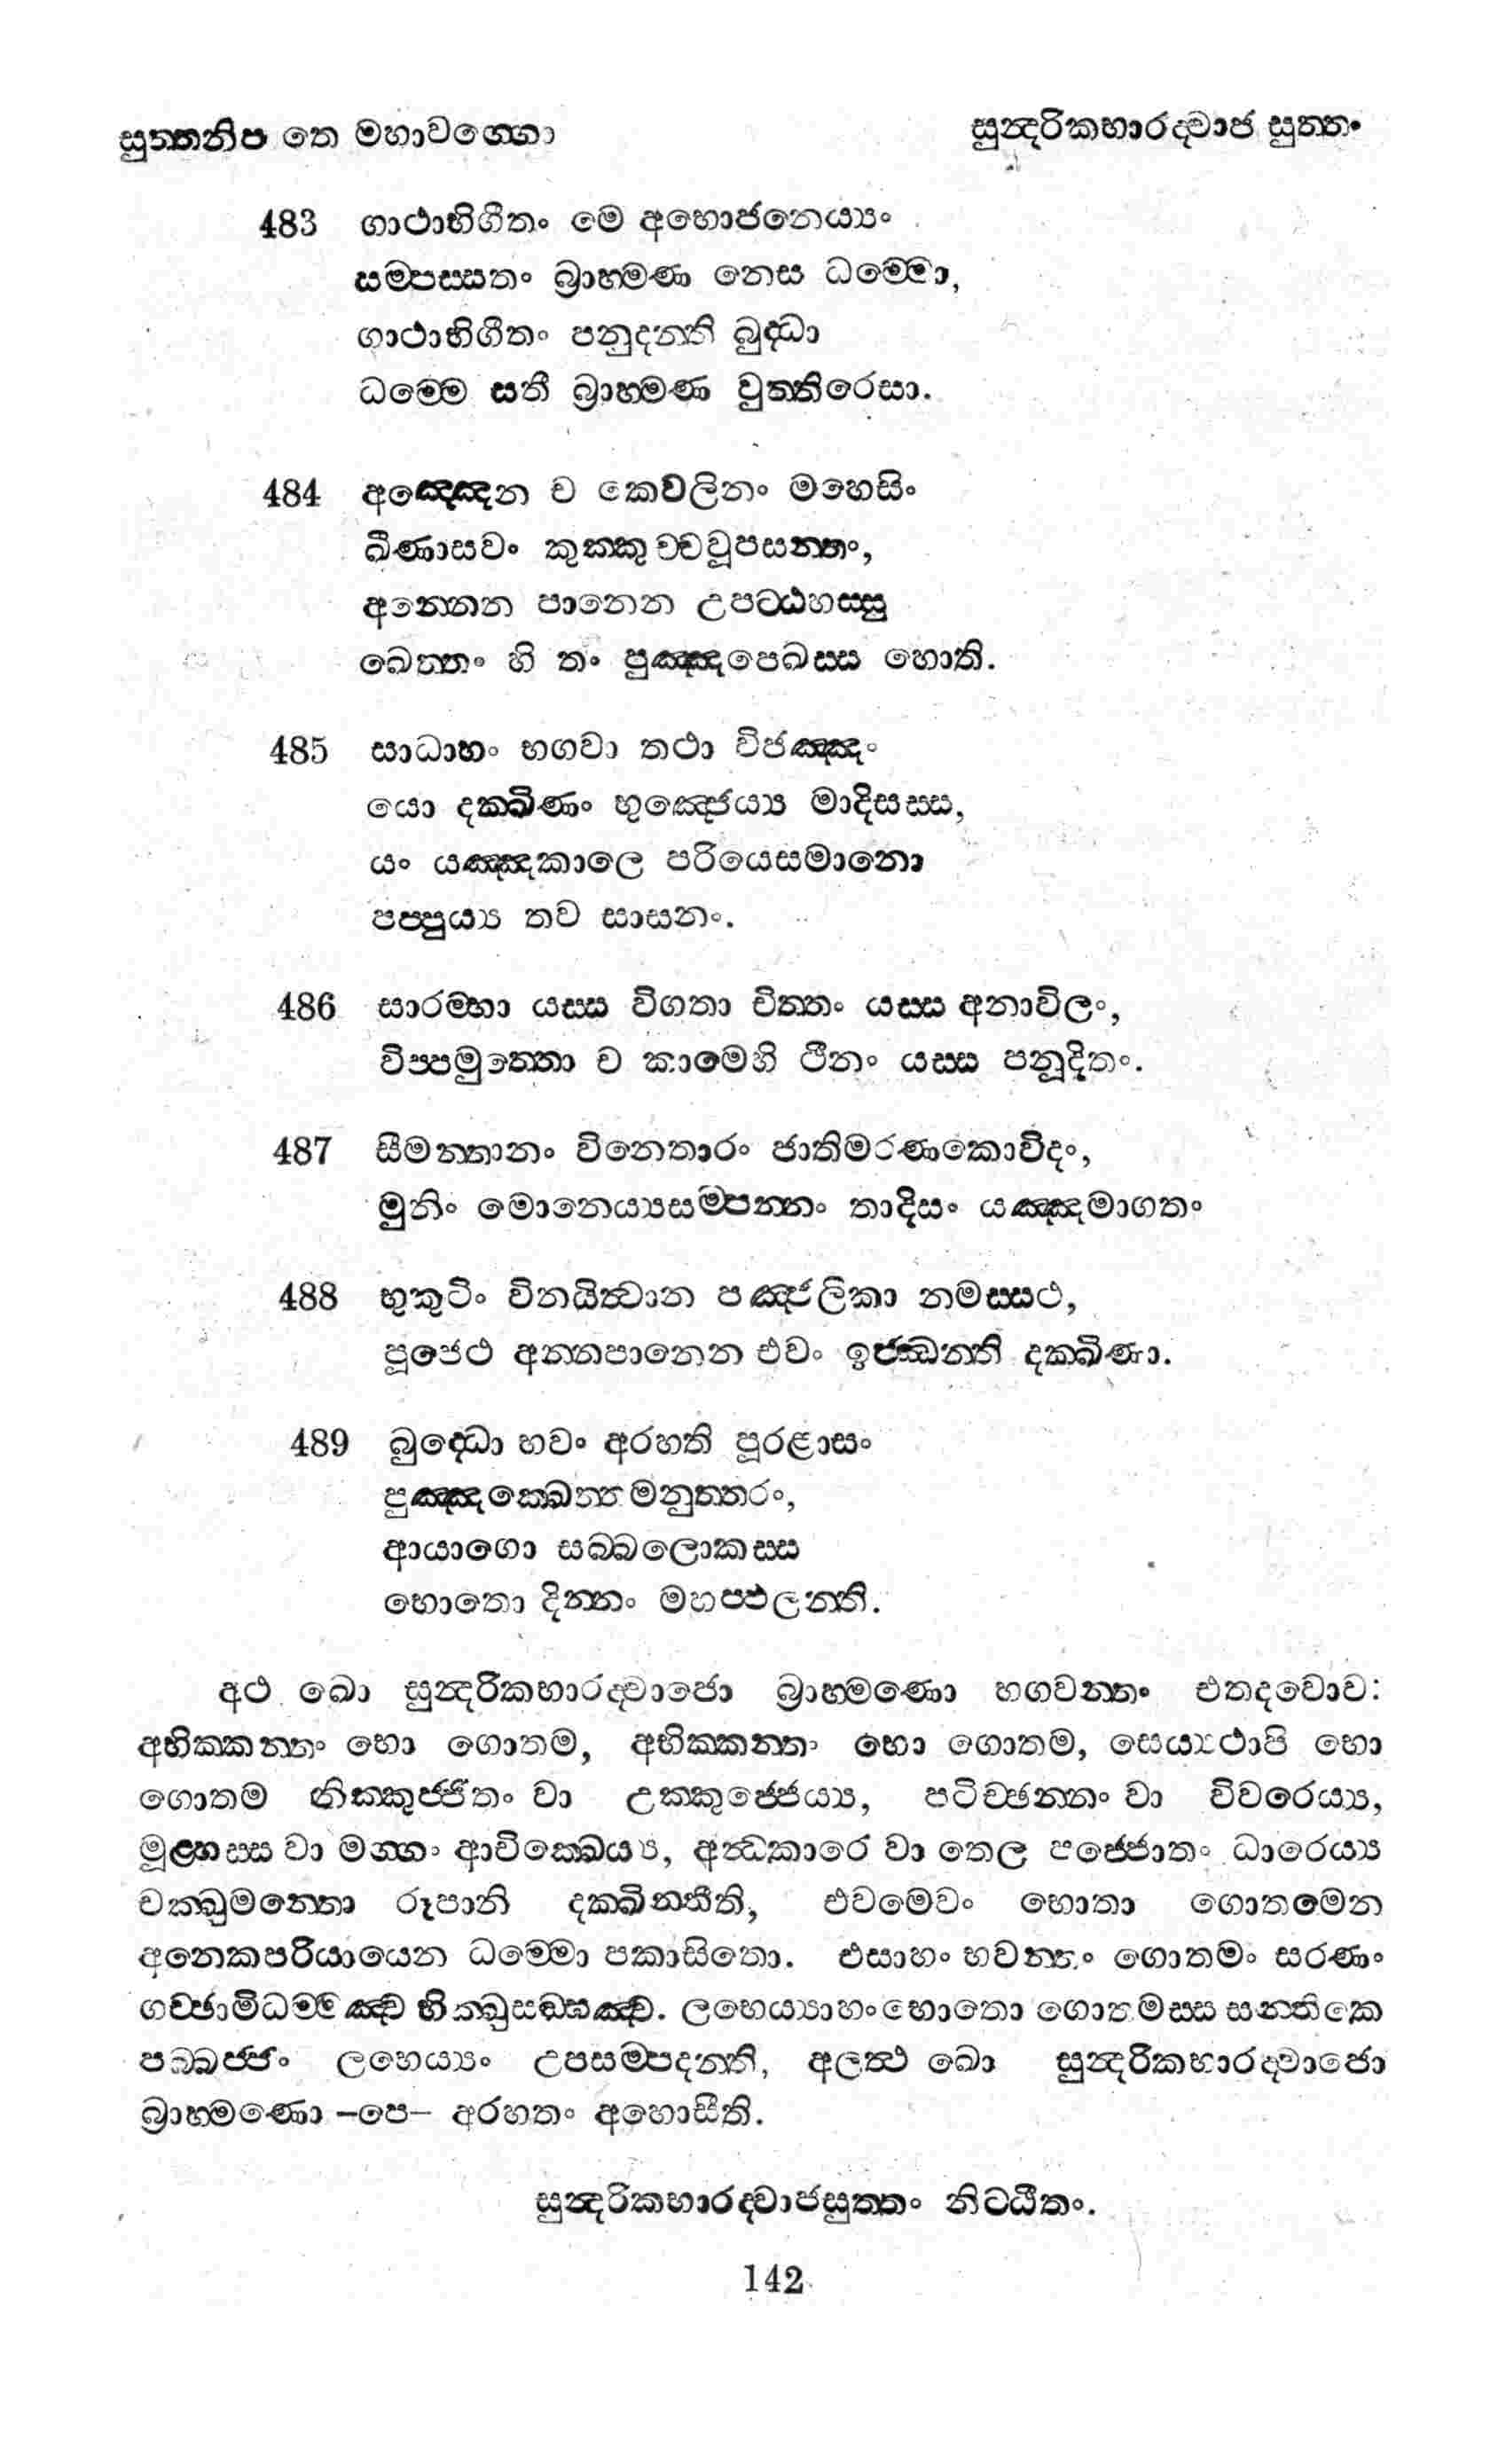 සුත්තනිපාතෙ මහාවග්ගො
සුන්දරිකභාරද්වාජ සුත්තං
483 ගාථාභිගීතං මෙ අභොජනෙය්‍යං
සම්පස්සතං බ්‍රාහ්මණ නෙස ධම්මො,
ගාථාභිගීතං පනුදන්ති බුද්ධා
ධම්මෙ සතී බ්‍රාහ්මණ වුත්තිරෙසා.
484 අඤ්ඤෙන ච කෙවලිනං මහෙසිං
ඛීණාසවං කුක්කුච්චවූපසන්තං,
අන්නෙන පානෙන උපට්ඨහස්සු
ඛෙත්තං හි තං පුඤ්ඤපෙඛස්ස හොති.
485 සාධාහං භගවා තථා විජඤ්ඤං
යො දක්ඛිණං භුඤ්ජෙය්‍ය මාදිසස්ස,
යං යඤ්ඤකාලෙ පරියෙසමානො
පප්පුය්‍ය තව සාසනං.
486 සාරම්භා යස්ස විගතා චිත්තං යස්ස අනාවිලං,
විප්පමුත්තො ච කාමෙහි ථීනං යස්ස පනූදිතං.
487 සීමන්තානං විනෙතාරං ජාතිමරණකොවිදං,
මුනිං මොනෙය්‍යසම්පන්නං තාදිසං යඤ්ඤමාගතං
488 භුකුටිං විනයිත්වාන පඤ්ජලිකා නමස්සථ,
පූජෙථ අන්නපානෙන එවං ඉජ්ඣන්ති දක්ඛිණා.
489 බුද්ධො භවං අරහති පූරළාසං
පුඤ්ඤක්ඛෙත්තමනුත්තරං,
ආයාගො සබ්බලොකස්ස
භොතො දින්නං මහප්ඵලන්ති.
අථ ඛො සුන්දරිකභාරද්වාජො බ්‍රාහ්මණො භගවන්තං එතදවොච:
අභික්කන්තං භො ගොතම, අභික්කන්තං භො ගොතම, සෙය්‍යථාපි භො
ගොතම නික්කුජ්ජිතං වා උක්කුජ්ජෙය්‍ය, පටිච්ඡන්නං වා විවරෙය්‍ය,
මූළ්හස්ස වා මග්ගං ආචික්ඛෙය්‍ය, අන්ධකාරෙ වා තෙල පජ්ජොතං ධාරෙය්‍ය
චක්ඛුමන්තො රූපානි දක්ඛින්තීති, එවමෙවං භොතා ගොතමෙන
අනෙකපරියායෙන ධම්මො පකාසිතො. එසාහං භවන්තං ගොතමං සරණං
ගච්ඡාමි ධම්මඤ්ච භික්ඛුසඞ්ඝඤ්ච. ලභෙය්‍යාහං භොතො ගොතමස්ස සන්තිකෙ
පබ්බජ්ජං ලභෙය්‍යං උපසම්පදන්ති, අලත්ථ ඛො සුන්දරිකභාරද්වාජො
බ්‍රාහ්මණො –පෙ– අරහතං අහොසීති.
සුන්දරිකභාරද්වාජසුත්තං නිට්ඨීතං.
142